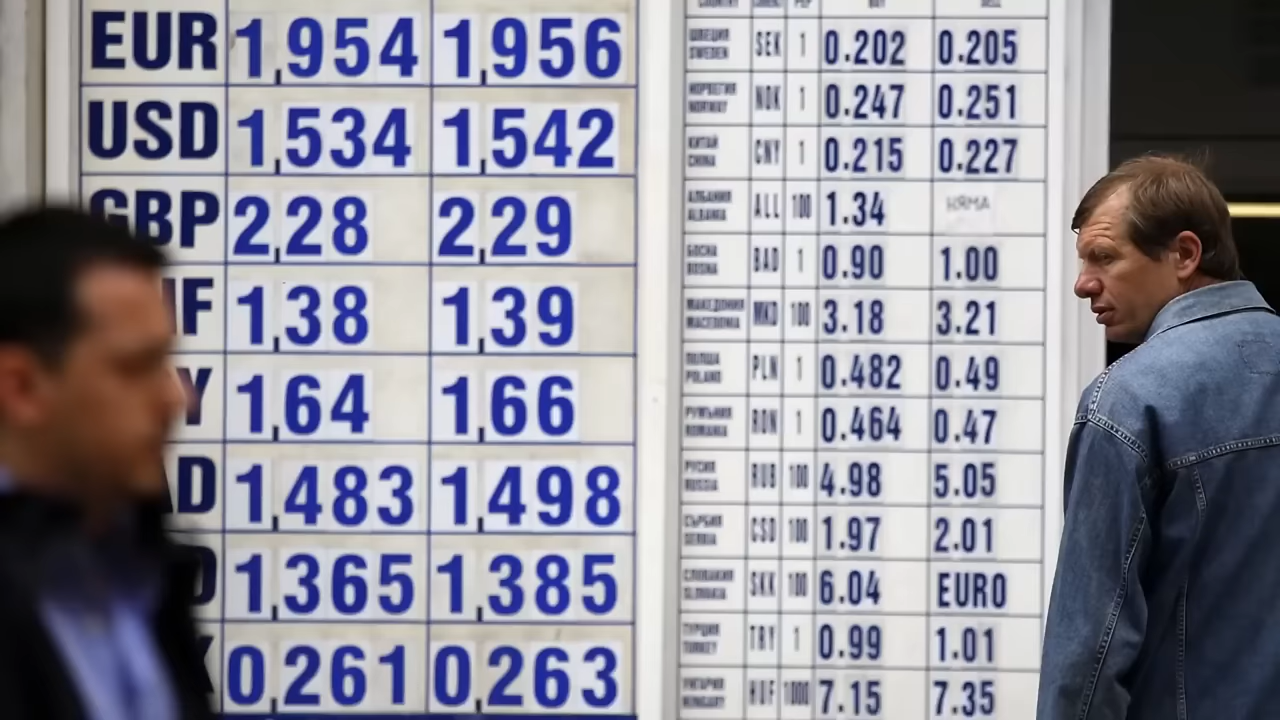 EUR 1,954 1,956
USD 1,534 1,542
GBP 2,28 2,29
HF 1,38 1,39
Y 1,64 1,66
AD 1,483 1,498
D 1,365 1,385
K 0,261 0,263
COUNTRY BUY SELL
ШВЕЦИЯ
SWEDEN SEK 1 0.202 0.205
НОРВЕГИЯ
NORWAY NOK 1 0.247 0.251
КИТАЙ
CHINA CNY 1 0.215 0.227
АЛБАНИЯ
ALBANIA ALL 100 1.34 НЯМА
БОСНА
BOSNA BAD 1 0.90 1.00
МАКЕДОНИЯ
MACEDONIA MKD 100 3.18 3.21
ПОЛША
POLAND PLN 1 0.482 0.49
РУМЪНИЯ
ROMANIA RON 1 0.464 0.47
РУСИЯ
RUSSIA RUB 100 4.98 5.05
СЪРБИЯ
SERBIA CSD 100 1.97 2.01
СЛОВАКИЯ
SLOVAKIA SKK 100 6.04 EURO
ТУРЦИЯ
TURKEY TRY 1 0.99 1.01
УНГАРИЯ
HUNGARY HUF 1000 7.15 7.35